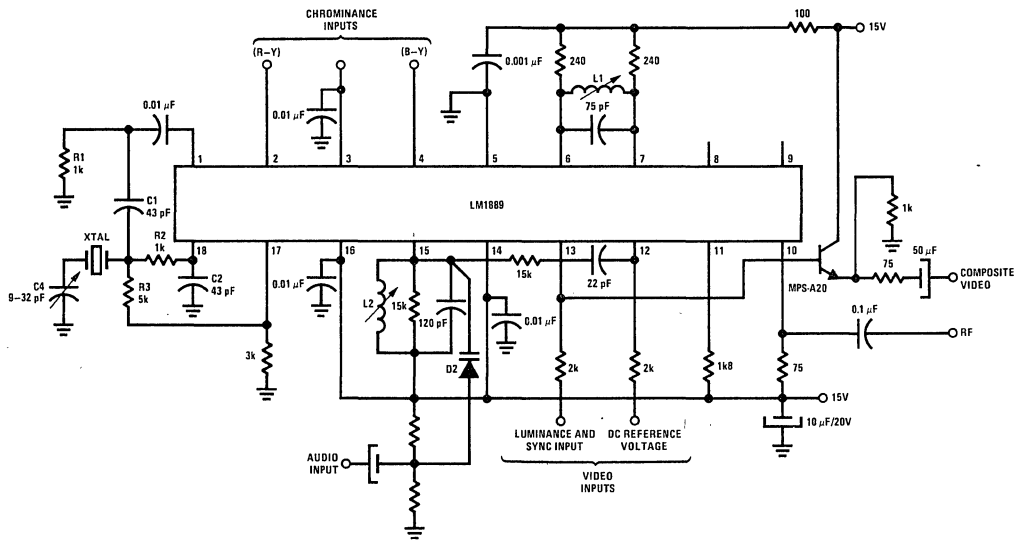 CHROMINANCE
INPUTS
(R–Y)
(B–Y)
100
15V
0.001 µF
240
240
L1
75 pF
0.01 µF
0.01 µF
R1
1k
C1
43 pF
1
2
3
4
5
6
7
8
9
LM1889
1k
XTAL
R2
1k
18
17
16
15
14
13
12
11
10
C4
9–32 pF
R3
5k
C2
43 pF
0.01 µF
L2
15k
120 pF
15k
22 pF
0.01 µF
MPS-A20
75
50 µF
COMPOSITE
VIDEO
0.1 µF
RF
3k
D2
2k
2k
1k8
75
15V
10 µF/20V
LUMINANCE AND
SYNC INPUT
DC REFERENCE
VOLTAGE
VIDEO
INPUTS
AUDIO
INPUT